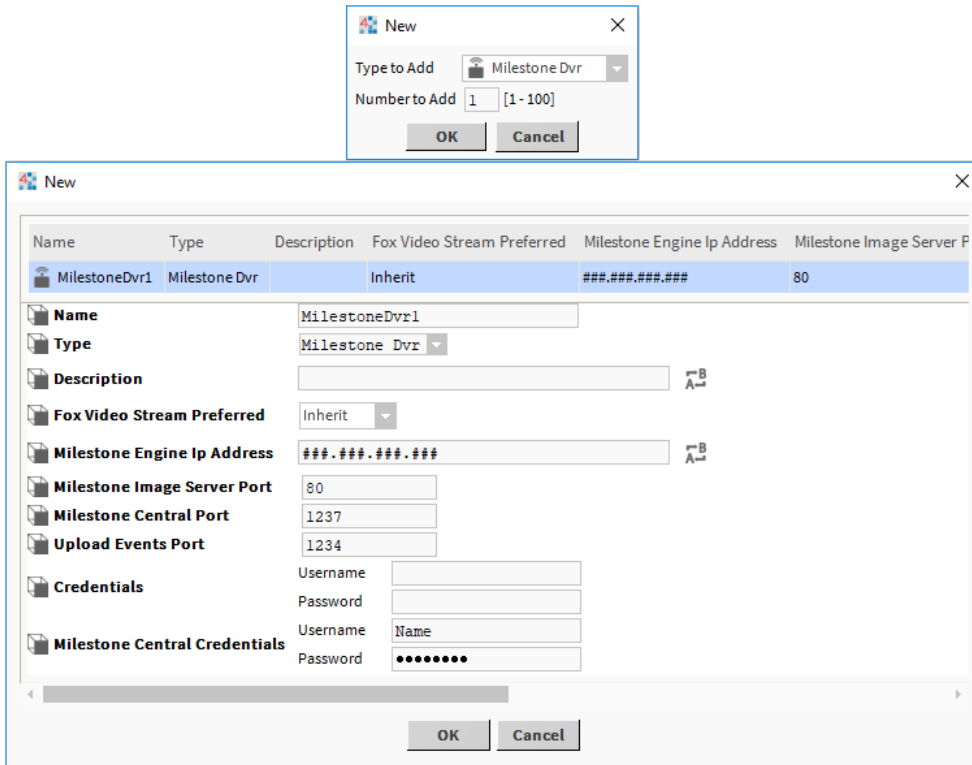 New
Type to Add Milestone Dvr
Number to Add 1 [1 - 100]
OK Cancel
New
Name Type Description Fox Video Stream Preferred Milestone Engine Ip Address Milestone Image Server P
MilestoneDvr1 Milestone Dvr Inherit ###.###.###.### 80
Name MilestoneDvr1
Type Milestone Dvr
Description
Fox Video Stream Preferred Inherit
Milestone Engine Ip Address ###.###.###.###
Milestone Image Server Port 80
Milestone Central Port 1237
Upload Events Port 1234
Username
Credentials
Password
Username Name
Milestone Central Credentials
Password ●●●●●●●●
OK Cancel